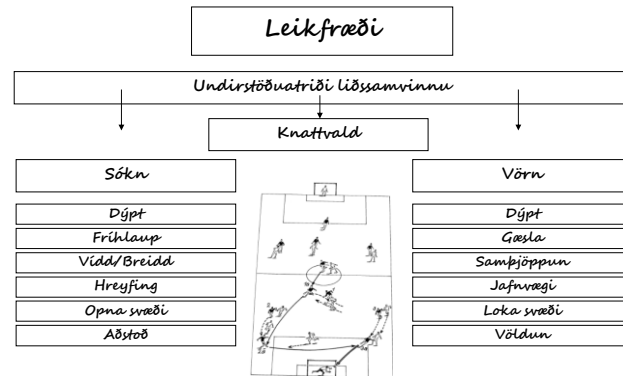 Leikfræði
Undirstöðuatriði liðssamvinnu
Knattvald
Sókn
Dýpt
Fríhlaup
Vídd/Breidd
Hreyfing
Opna svæði
Aðstoð
Vörn
Dýpt
Gæsla
Samþjöppun
Jafnvægi
Loka svæði
Völdun